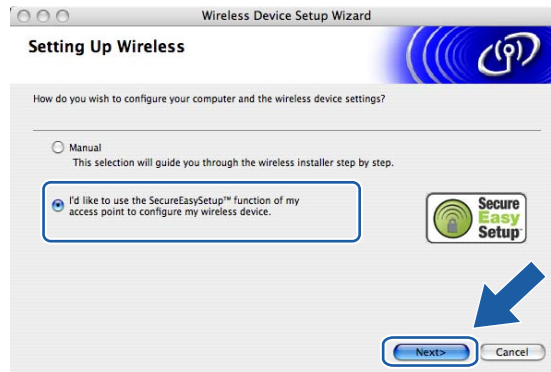 Wireless Device Setup Wizard
Setting Up Wireless
How do you wish to configure your computer and the wireless device settings?
Manual
This selection will guide you through the wireless installer step by step.
I'd like to use the SecureEasySetup™ function of my
access point to configure my wireless device.
Secure
Easy
Setup
Next>
Cancel